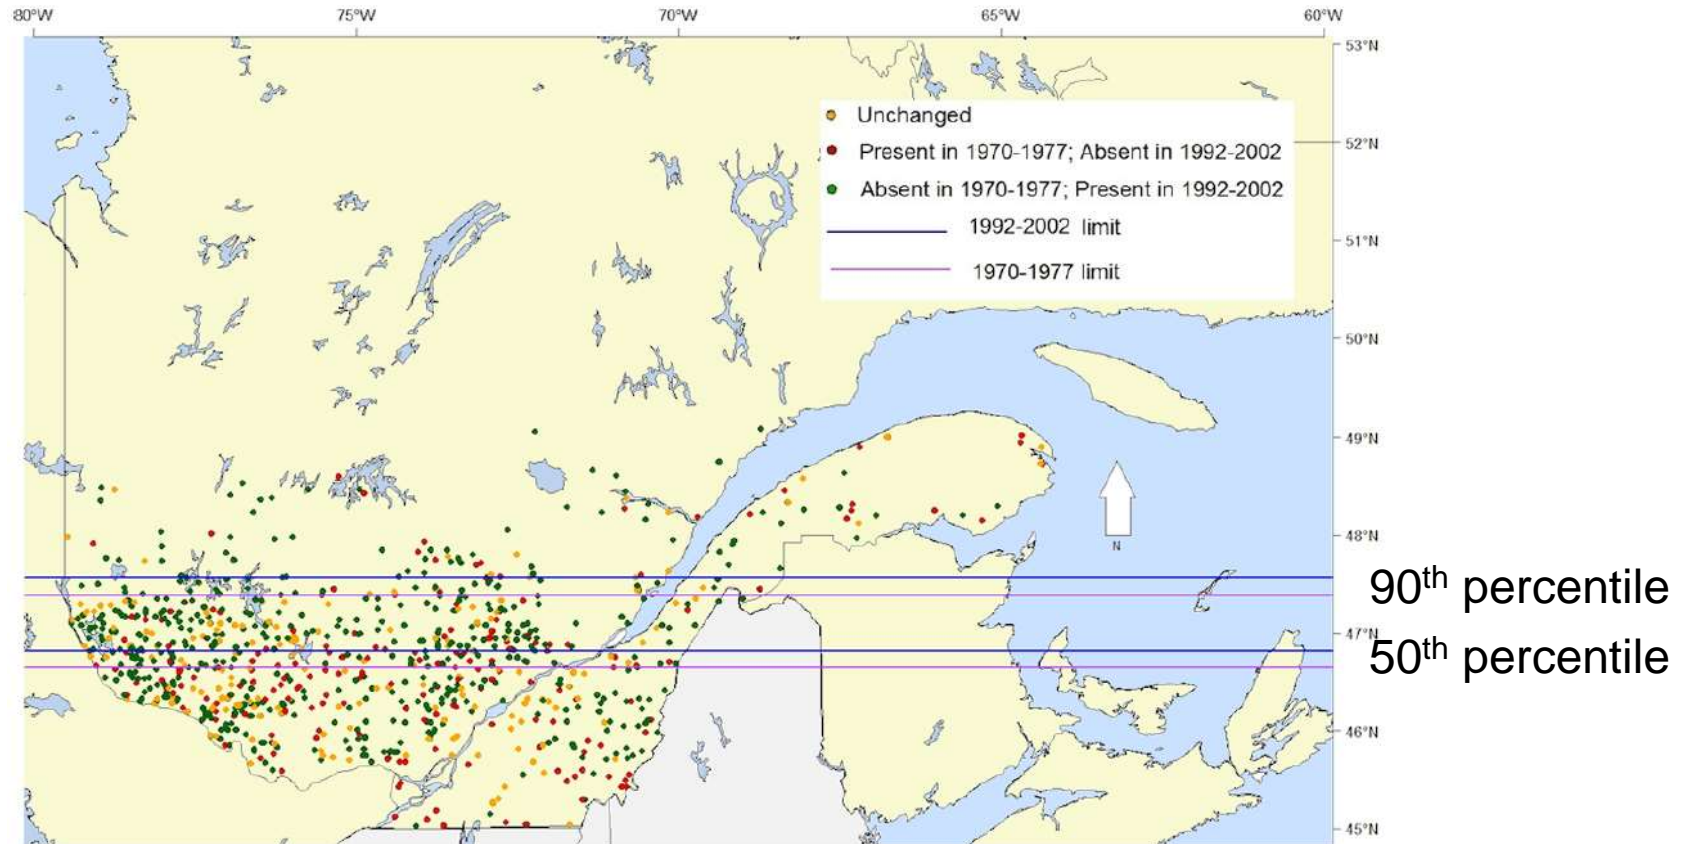 80°W 75°W 70°W 65°W 60°W
53°N
Unchanged
Present in 1970-1977; Absent in 1992-2002
52°N
Absent in 1970-1977; Present in 1992-2002
1992-2002 limit
51°N
1970-1977 limit
50°N
49°N
48°N
N
90th percentile
47°N
50th percentile
46°N
45°N